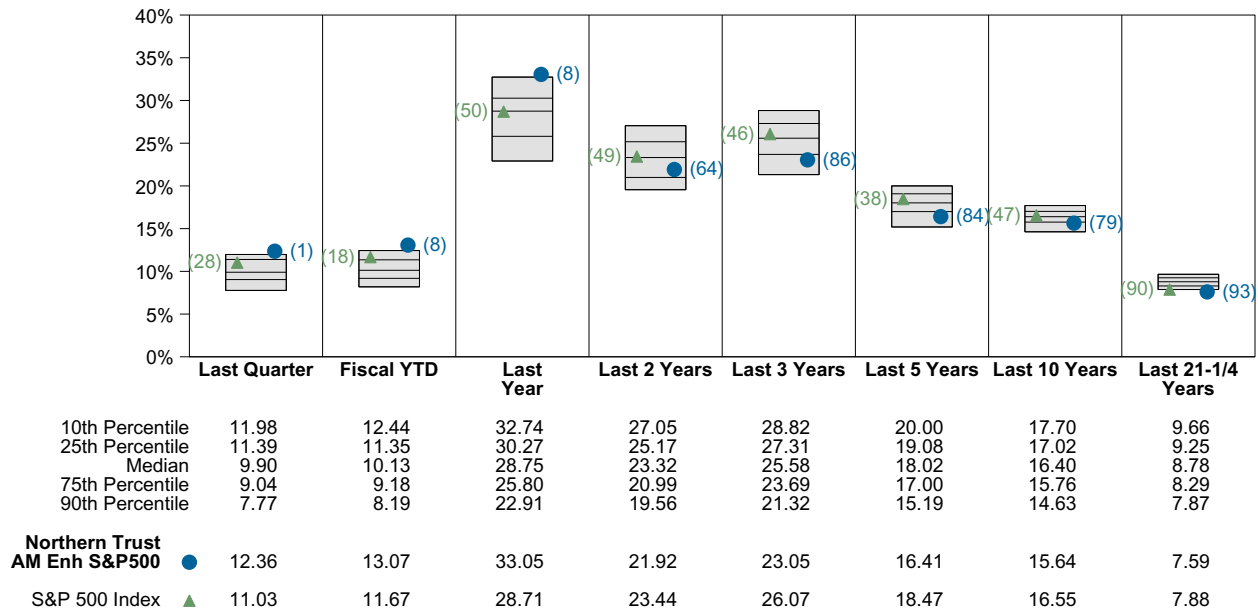 40%
35%
30%
25%
20%
15%
10%
5%
0%
(28)
(1)
(18)
(8)
(50)
(8)
(49)
(64)
(46)
(86)
(38)
(84)
(47)
(79)
(90)
(93)
Last Quarter Fiscal YTD Last Year Last 2 Years Last 3 Years Last 5 Years Last 10 Years Last 21-1/4 Years
10th Percentile 11.98 12.44 32.74 27.05 28.82 20.00 17.70 9.66
25th Percentile 11.39 11.35 30.27 25.17 27.31 19.08 17.02 9.25
Median 9.90 10.13 28.75 23.32 25.58 18.02 16.40 8.78
75th Percentile 9.04 9.18 25.80 20.99 23.69 17.00 15.76 8.29
90th Percentile 7.77 8.19 22.91 19.56 21.32 15.19 14.63 7.87
Northern Trust
AM Enh S&P500 12.36 13.07 33.05 21.92 23.05 16.41 15.64 7.59
S&P 500 Index 11.03 11.67 28.71 23.44 26.07 18.47 16.55 7.88